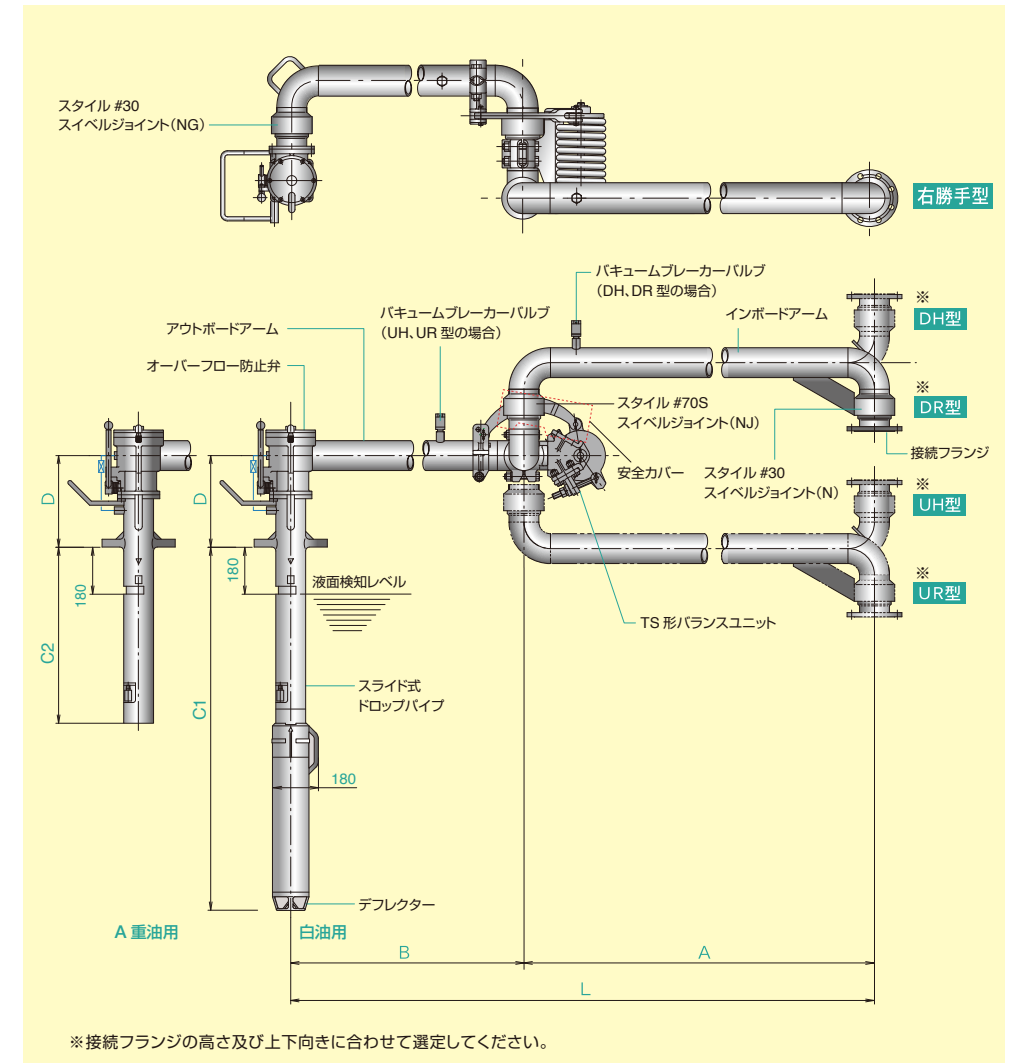 スタイル #30
スイベルジョイント(NG)
右勝手型
バキュームブレーカーバルブ
(DH、DR 型の場合)
※
DH型
バキュームブレーカーバルブ
(UH、UR 型の場合)
インボードアーム
アウトボードアーム
オーバーフロー防止弁
※
DR型
スタイル #70S
スイベルジョイント(NJ)
接続フランジ
安全カバー
スタイル #30
スイベルジョイント(N)
※
UH型
D
D
180
180
液面検知レベル
※
UR型
TS 形バランスユニット
C2
C1
スライド式
ドロップパイプ
180
デフレクター
A 重油用
白油用
B
A
L
※接続フランジの高さ及び上下向きに合わせて選定してください。